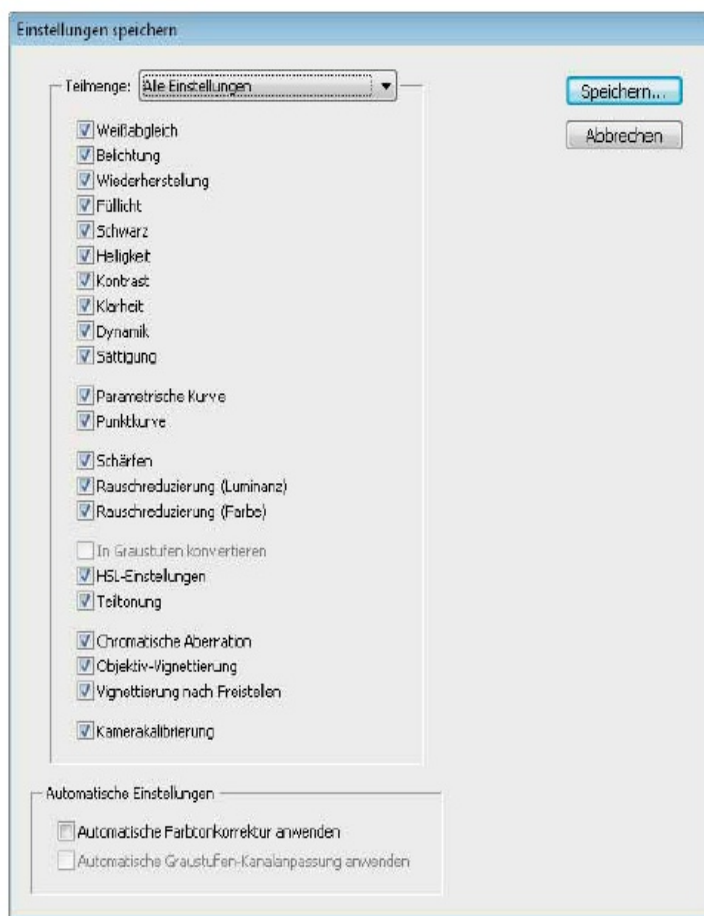 Einstellungen speichern
Teilmenge: Alle Einstellungen
Speichern...
Abbrechen
Weißabgleich
Belichtung
Wiederherstellung
Füllicht
Schwarz
Helligkeit
Kontrast
Klarheit
Dynamik
Sättigung
Parametrische Kurve
Punktkurve
Schärfen
Rauschreduzierung (Luminanz)
Rauschreduzierung (Farbe)
In Graustufen konvertieren
HSL-Einstellungen
Teiltonung
Chromatische Aberration
Objektiv-Vignettierung
Vignettierung nach Freistellen
Kamerakalibrierung
Automatische Einstellungen
Automatische Farbtonkorrektur anwenden
Automatische Graustufen-Kanalanpassung anwenden